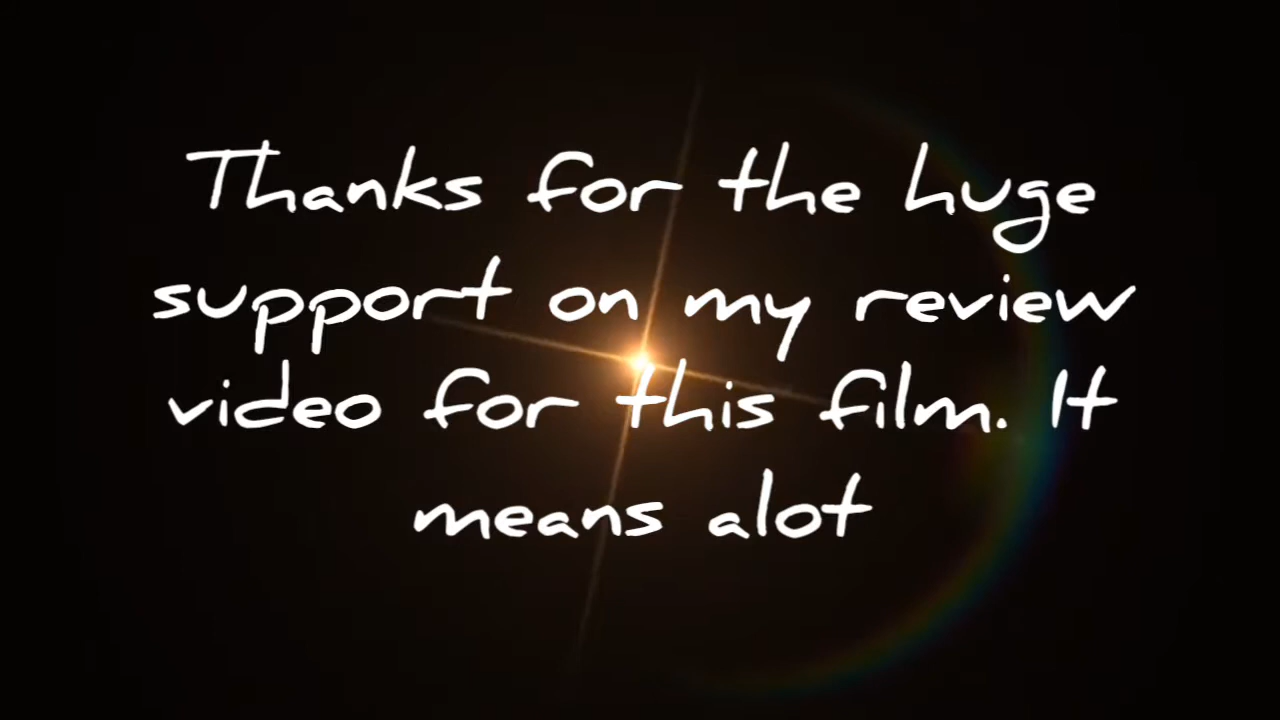 Thanks for the huge
support on my review
video for this film. It
means alot